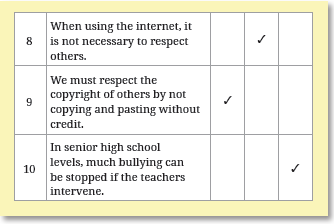 8 When using the internet, it
is not necessary to respect
others. ✓
9 We must respect the
copyright of others by not
copying and pasting without
credit. ✓
10 In senior high school
levels, much bullying can
be stopped if the teachers
intervene. ✓